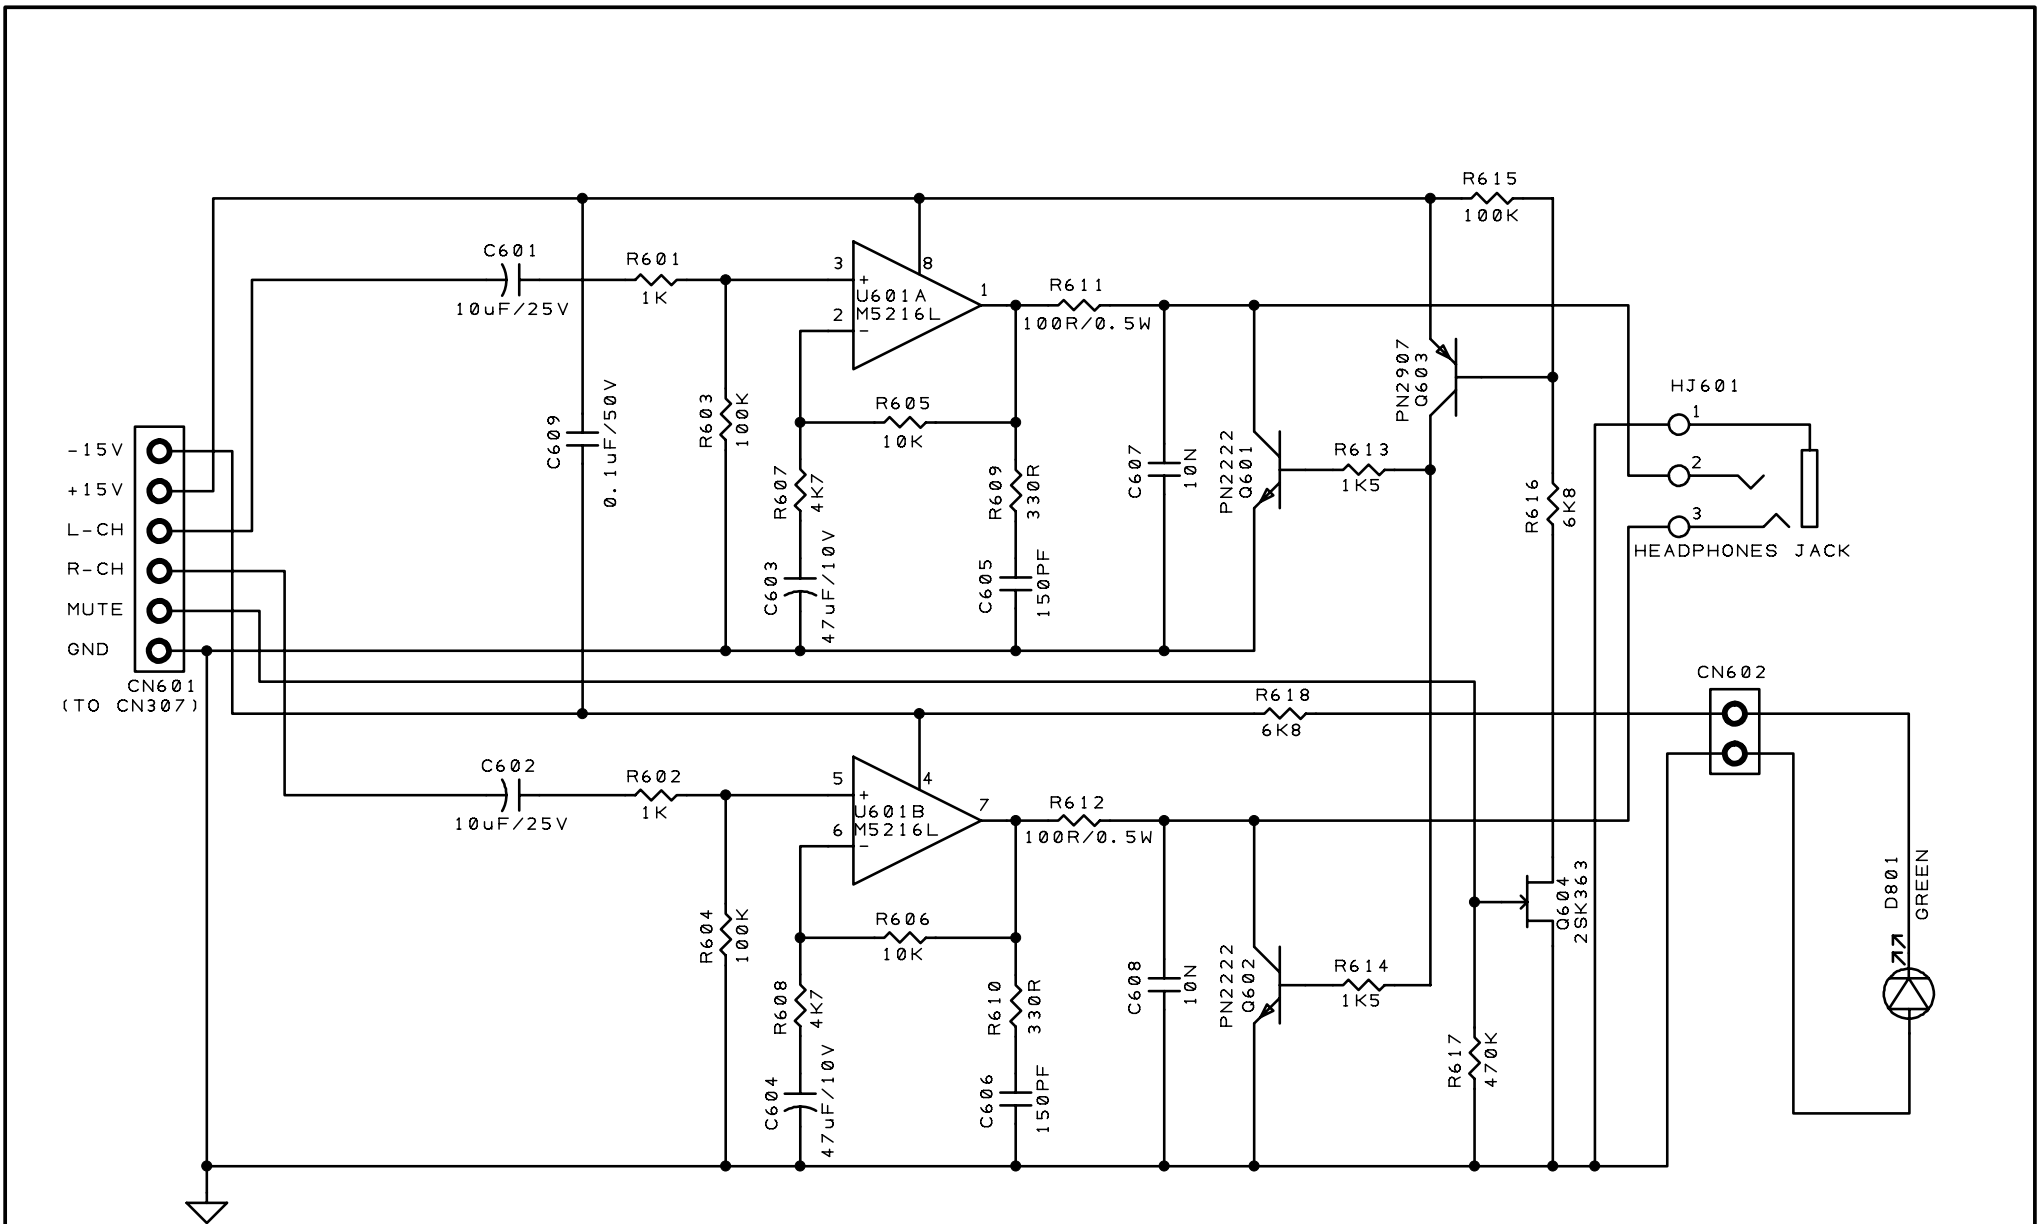 R615
100K
C601
10uF/25V
R601
1K
3
8
+
U601A
M5216L
2
-
1
R611
100R/0.5W
PN2907
Q603
HJ601
1
2
3
HEADPHONES JACK
R605
10K
R603
100K
C609
0.1uF/50V
R607
4K7
R609
330R
C607
10N
PN2222
Q601
R613
1K5
R616
6K8
C603
47uF/10V
C605
150PF
-15V
+15V
L-CH
R-CH
MUTE
GND
CN601
(TO CN307)
R618
6K8
CN602
C602
10uF/25V
R602
1K
5
4
+
U601B
M5216L
6
-
7
R612
100R/0.5W
Q604
2SK363
D801
GREEN
R606
10K
R604
100K
R608
4K7
R610
330R
C608
10N
PN2222
Q602
R614
1K5
R617
470K
C604
47uF/10V
C606
150PF